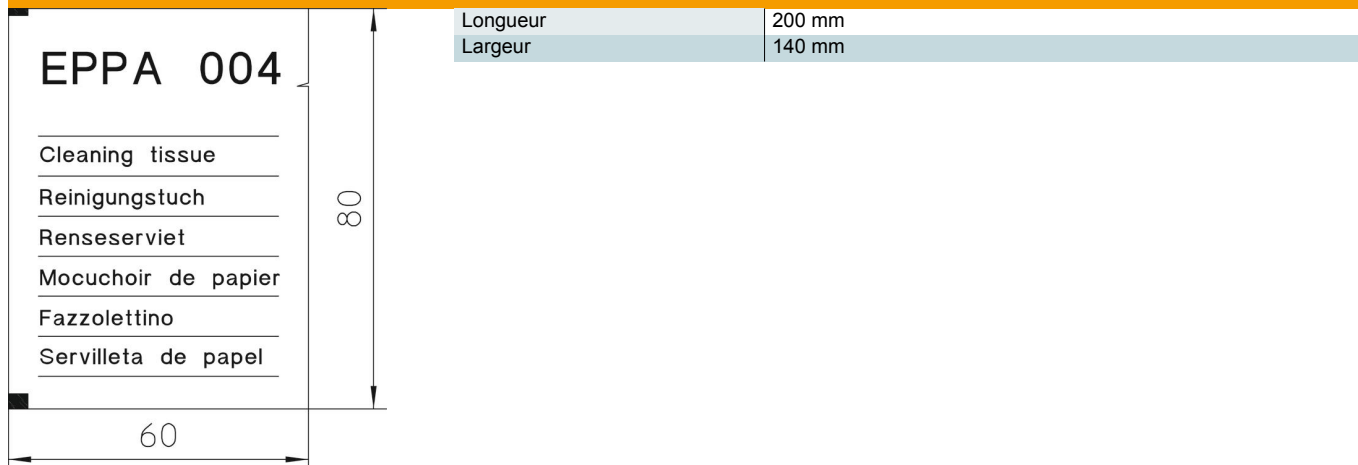 EPPA 004
Cleaning tissue
Reinigungstuch
Renseserviet
Mocuchoir de papier
Fazzolettino
Servilleta de papel
80
60
Longueur 200 mm
Largeur 140 mm